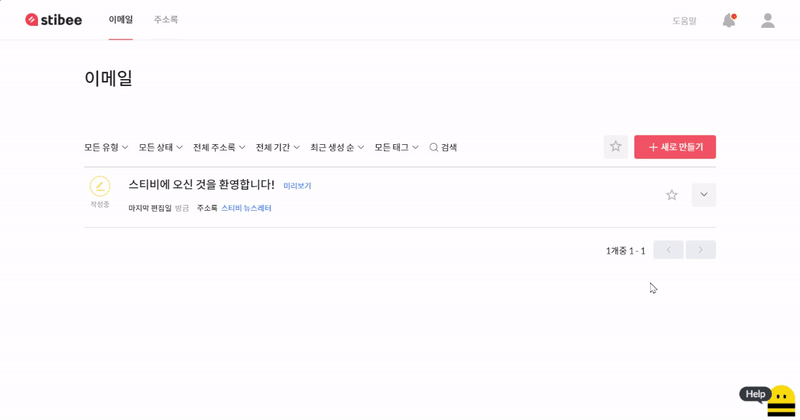 stibee 이메일 주소록 도움말
이메일
모든 유형 모든 상태 전체 주소록 전체 기간 최근 생성 순 모든 태그 검색 + 새로 만들기
스티비에 오신 것을 환영합니다! 미리보기
작성중
마지막 편집일 방금 주소록 스티비 뉴스레터
1개중 1 - 1
Help